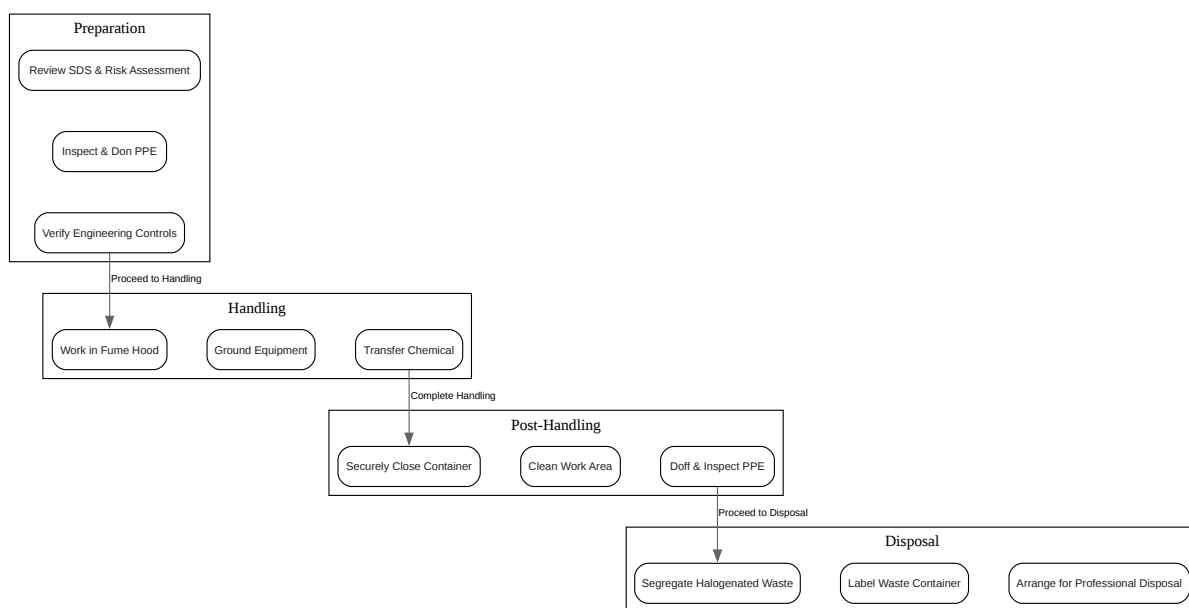 Preparation
Review SDS & Risk Assessment
Inspect & Don PPE
Verify Engineering Controls
Proceed to Handling
Handling
Work in Fume Hood
Ground Equipment
Transfer Chemical
Complete Handling
Post-Handling
Securely Close Container
Clean Work Area
Doff & Inspect PPE
Proceed to Disposal
Disposal
Segregate Halogenated Waste
Label Waste Container
Arrange for Professional Disposal